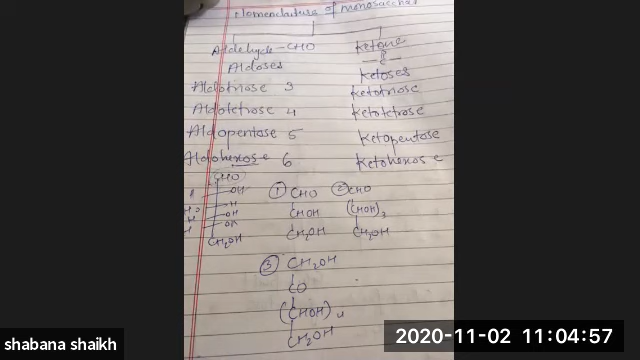 Nomenclature of monosacchar
Aldehyde - CHO Ketone
- C -
Aldoses Ketoses
Aldotriose 3 Ketotriose
Aldotetrose 4 Ketotetrose
Aldopentose 5 Ketopentose
Aldohexose 6 Ketohexose
CHO
OH
H
OH
OH
CH2OH
① CHO
CHOH
CH2OH
② CHO
(CHOH)3
CH2OH
③ CH2OH
CO
(CHOH)4
CH2OH
shabana shaikh
2020-11-02 11:04:57